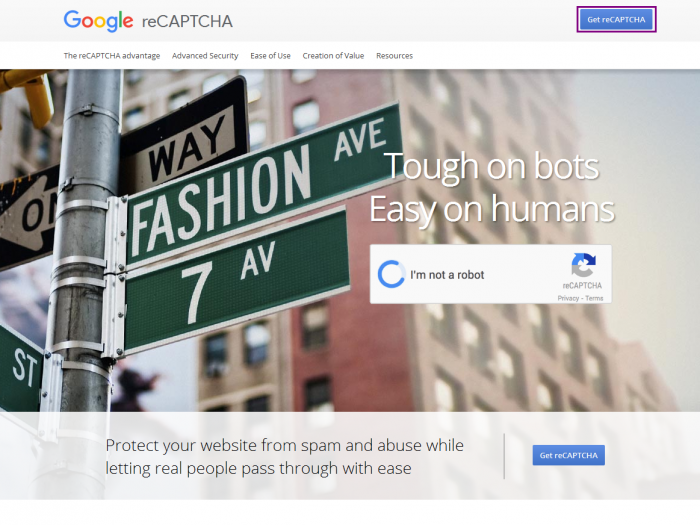 Google reCAPTCHA
Get reCAPTCHA
The reCAPTCHA advantage Advanced Security Ease of Use Creation of Value Resources
WAY
FASHION AVE
7 AV
ST
Tough on bots
Easy on humans
I'm not a robot
reCAPTCHA
Privacy - Terms
Protect your website from spam and abuse while
letting real people pass through with ease
Get reCAPTCHA